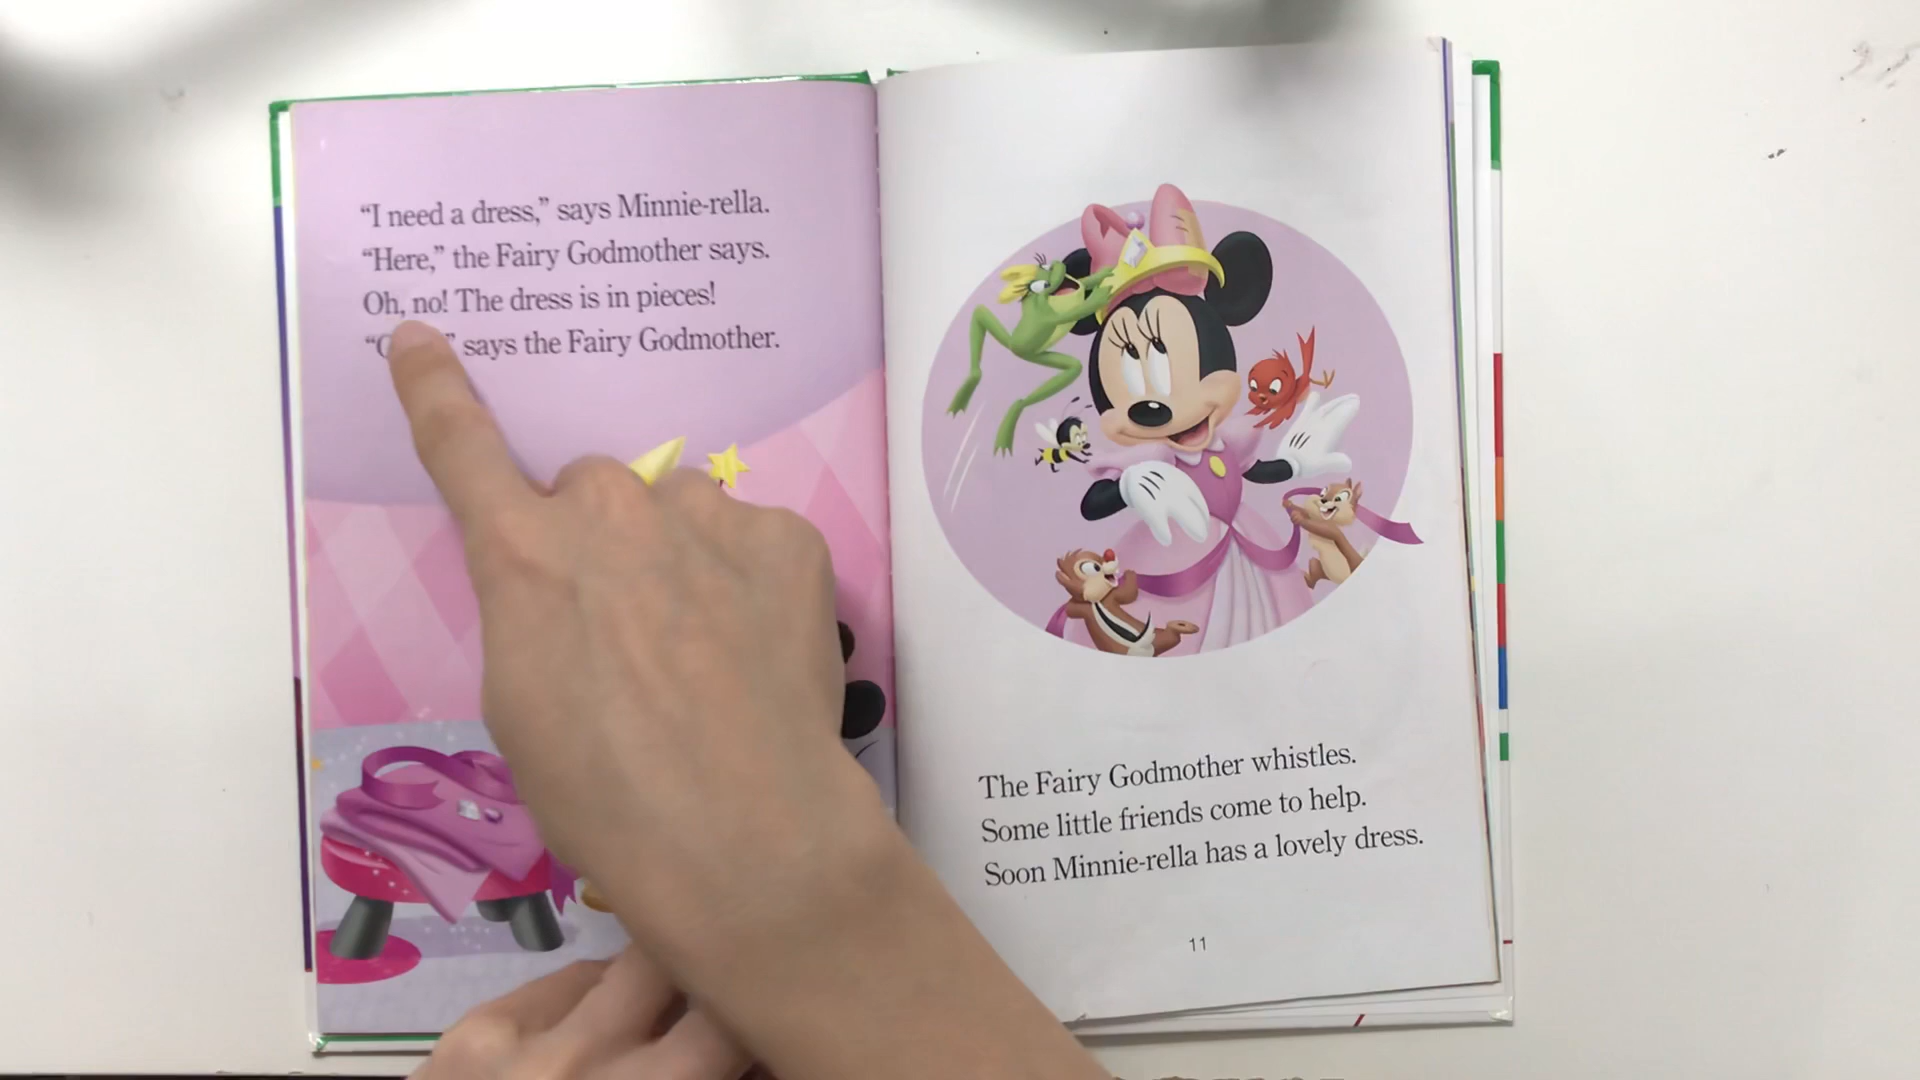 “I need a dress,” says Minnie-rella.
“Here,” the Fairy Godmother says.
Oh, no! The dress is in pieces!
” says the Fairy Godmother.
The Fairy Godmother whistles.
Some little friends come to help.
Soon Minnie-rella has a lovely dress.
11